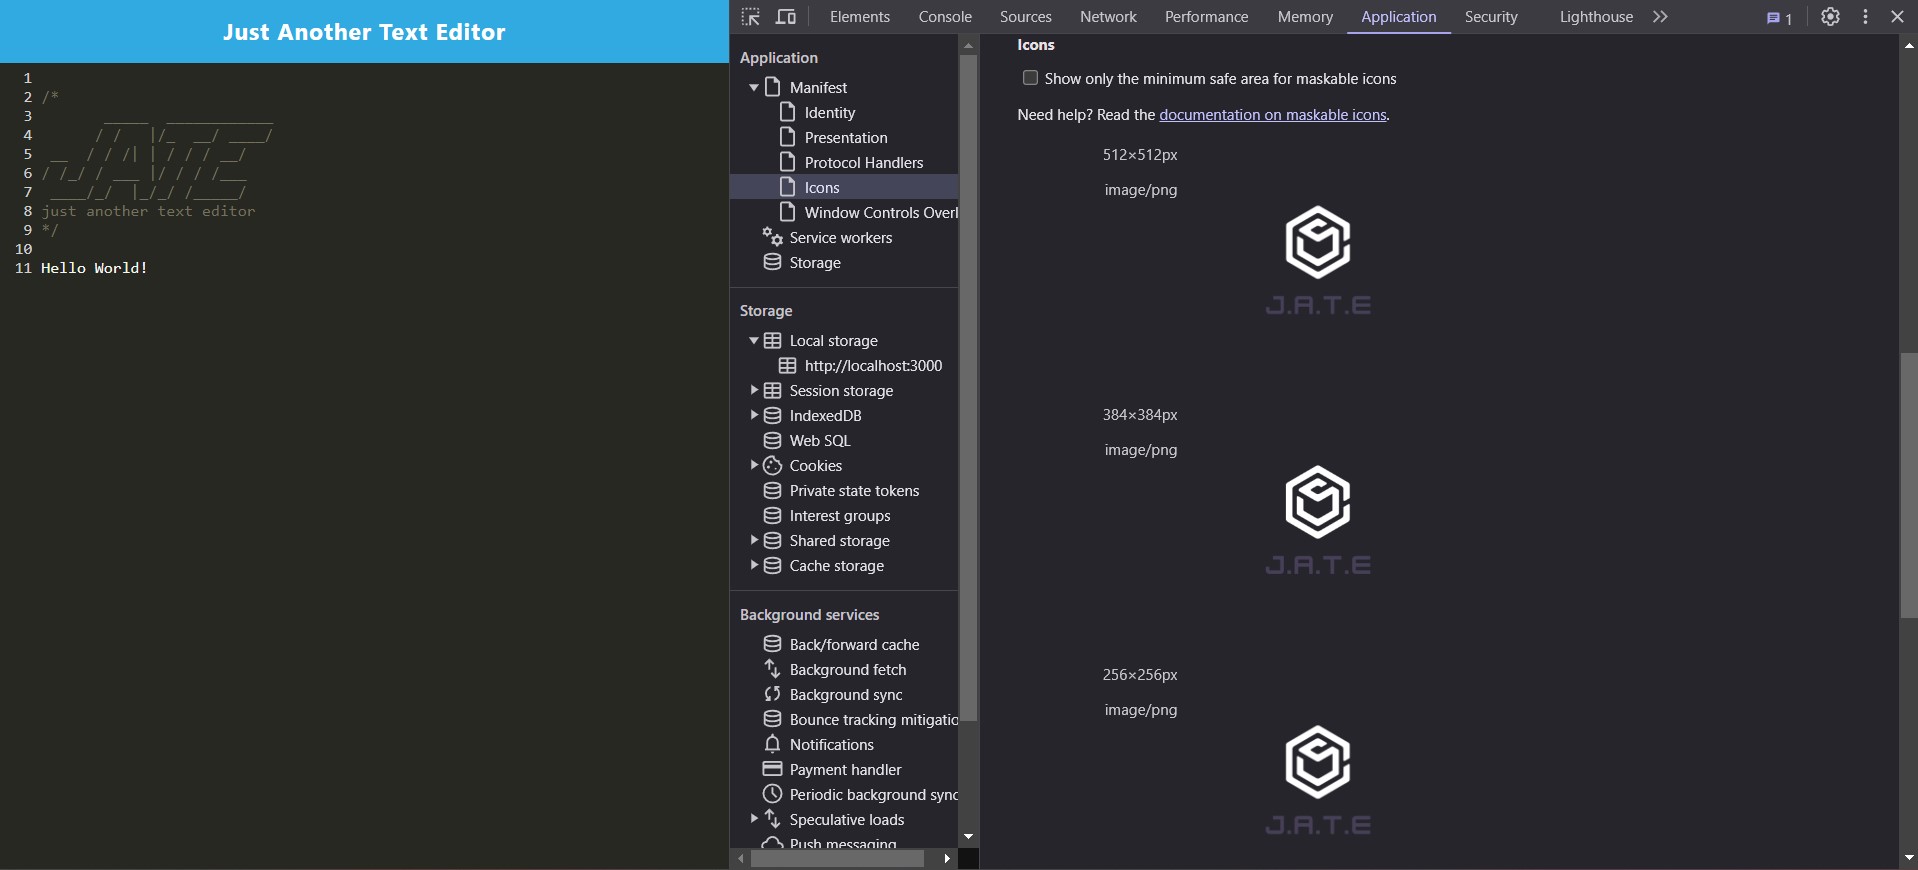 Just Another Text Editor
1
2 /*
3        _____  ____________
4       / /   |/_  __/ ____/
5  __  / / /| | / / / __/
6 / /_/ / ___ |/ / / /___
7  ____/_/  |_/_/ /_____/
8 just another text editor
9 */
10
11 Hello World!
Elements Console Sources Network Performance Memory Application Security Lighthouse 1
Application
Manifest
Identity
Presentation
Protocol Handlers
Icons
Window Controls Overl
Service workers
Storage
Storage
Local storage
http://localhost:3000
Session storage
IndexedDB
Web SQL
Cookies
Private state tokens
Interest groups
Shared storage
Cache storage
Background services
Back/forward cache
Background fetch
Background sync
Bounce tracking mitigatio
Notifications
Payment handler
Periodic background sync
Speculative loads
Push messaging
Icons
Show only the minimum safe area for maskable icons
Need help? Read the documentation on maskable icons.
512×512px
image/png
J.A.T.E
384×384px
image/png
J.A.T.E
256×256px
image/png
J.A.T.E